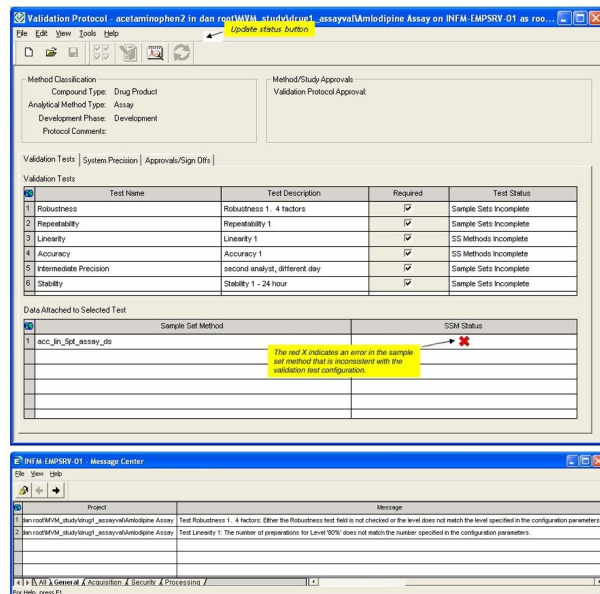 Validation Protocol - acetaminophen2 in dan root\MVM_study\drug1_assayval\Amlodipine Assay on INFM-EMPSRV-01 as roo...
File Edit View Tools Help
Update status button
Method Classification
Compound Type: Drug Product
Analytical Method Type: Assay
Development Phase: Development
Protocol Comments:
Method/Study Approvals
Validation Protocol Approval:
Validation Tests System Precision Approvals/Sign Offs
Validation Tests
Test Name Test Description Required Test Status
1 Robustness Robustness 1. 4 factors Sample Sets Incomplete
2 Repeatability Repeatability 1 Sample Sets Incomplete
3 Linearity Linearity 1 SS Methods Incomplete
4 Accuracy Accuracy 1 SS Methods Incomplete
5 Intermediate Precision second analyst, different day Sample Sets Incomplete
6 Stability Stability 1 - 24 hour Sample Sets Incomplete
Data Attached to Selected Test
Sample Set Method SSM Status
1 acc_lin_5pt_assay_ds
The red X indicates an error in the sample
set method that is inconsistent with the
validation test configuration.
INFM-EMPSRV-01 - Message Center
File View Help
Project Message
1 dan root\MVM_study\drug1_assayval\Amlodipine Assay Test Robustness 1. 4 factors: Either the Robustness test field is not checked or the level does not match the level specified in the configuration parameters
2 dan root\MVM_study\drug1_assayval\Amlodipine Assay Test Linearity 1: The number of preparations for Level '80%' does not match the number specified in the configuration parameters.
All General Acquisition Security Processing
For Help, press F1